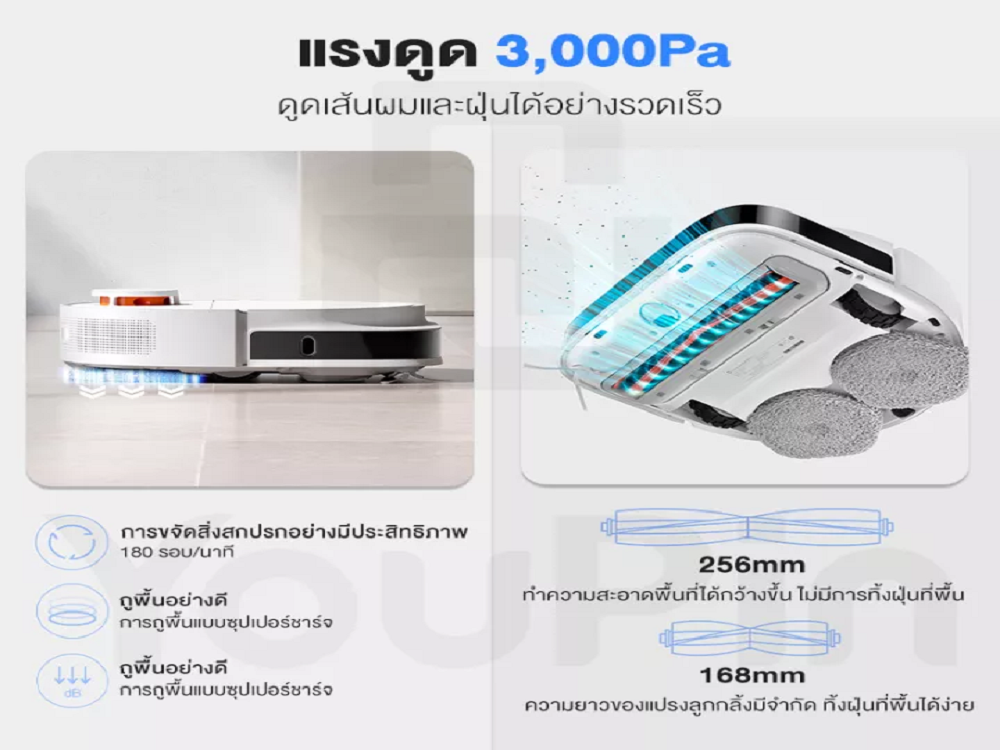 แรงดูด 3,000Pa
ดูดเส้นผมและฝุ่นได้อย่างรวดเร็ว
การขจัดสิ่งสกปรกอย่างมีประสิทธิภาพ
180 รอบ/นาที
ถูพื้นอย่างดี
การถูพื้นแบบซุปเปอร์ชาร์จ
dB
ถูพื้นอย่างดี
การถูพื้นแบบซุปเปอร์ชาร์จ
256mm
ทำความสะอาดพื้นที่ได้กว้างขึ้น ไม่มีการทิ้งฝุ่นที่พื้น
168mm
ความยาวของแปรงลูกกลิ้งมีจำกัด ทิ้งฝุ่นที่พื้นได้ง่าย
YouPin